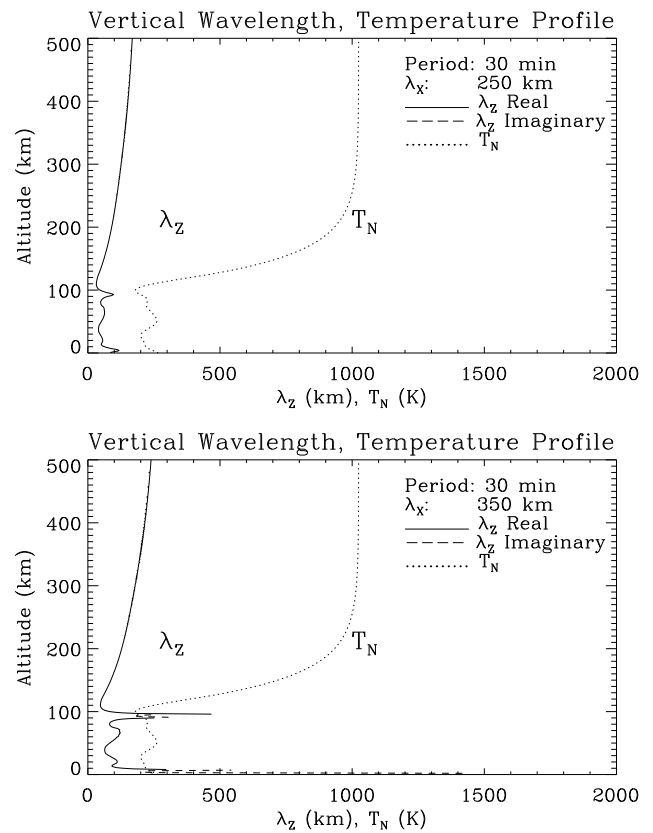 Vertical Wavelength, Temperature Profile
500
400
300
200
100
0
Altitude (km)
Period: 30 min
λX: 250 km
λZ Real
λZ Imaginary
TN
λZ
TN
0 500 1000 1500 2000
λZ (km), TN (K)
Vertical Wavelength, Temperature Profile
500
400
300
200
100
0
Altitude (km)
Period: 30 min
λX: 350 km
λZ Real
λZ Imaginary
TN
λZ
TN
0 500 1000 1500 2000
λZ (km), TN (K)